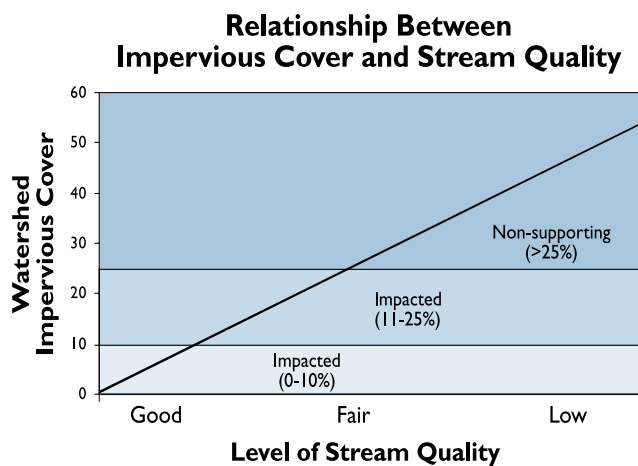 Relationship Between
Impervious Cover and Stream Quality
Watershed
Impervious Cover
60
50
40
30
20
10
0
Non-supporting
(>25%)
Impacted
(11-25%)
Impacted
(0-10%)
Good
Fair
Low
Level of Stream Quality